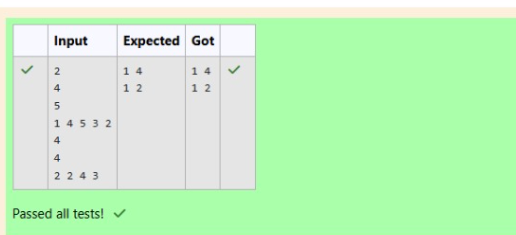 Input Expected Got
2 1 4 1 4
4 1 2 1 2
5
1 4 5 3 2
4
4
2 2 4 3
Passed all tests!